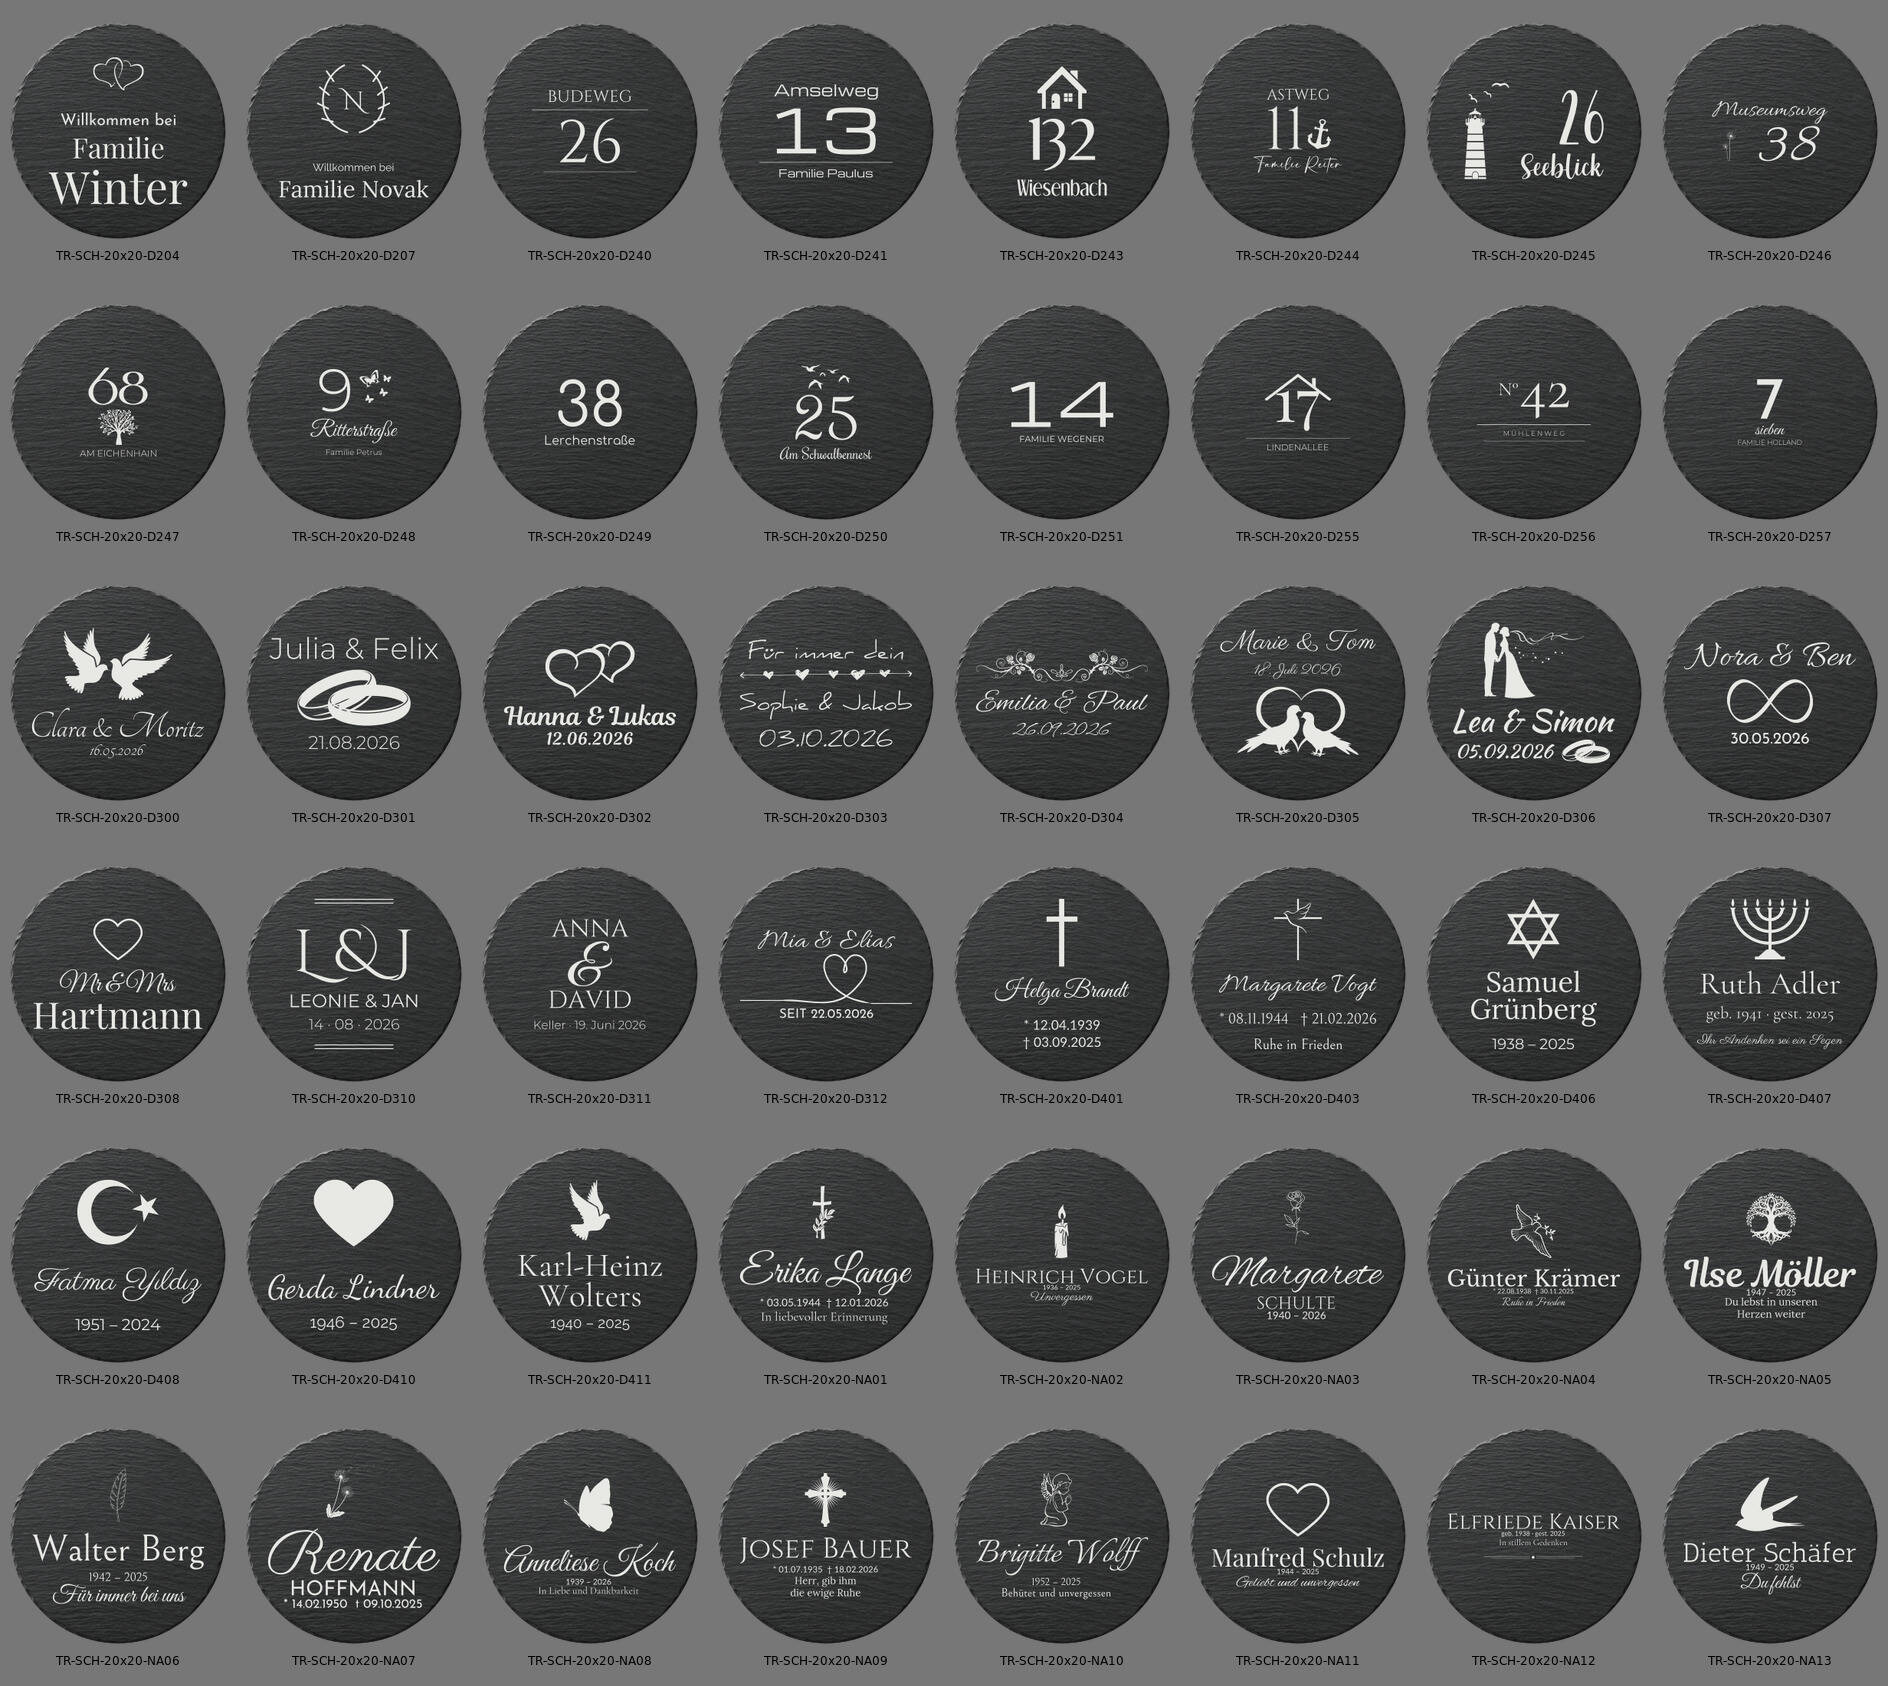 Willkommen bei
Familie
Winter
TR-SCH-20x20-D204
N
Willkommen bei
Familie Novak
TR-SCH-20x20-D207
BUDEWEG
26
TR-SCH-20x20-D240
Amselweg
13
Familie Paulus
TR-SCH-20x20-D241
132
Wiesenbach
TR-SCH-20x20-D243
ASTWEG
11
Familie Reiter
TR-SCH-20x20-D244
26
Seeblick
TR-SCH-20x20-D245
Museumsweg
38
TR-SCH-20x20-D246
68
AM EICHENHAIN
TR-SCH-20x20-D247
9
Ritterstraße
Familie Petrus
TR-SCH-20x20-D248
38
Lerchenstraße
TR-SCH-20x20-D249
25
Am Schwalbennest
TR-SCH-20x20-D250
14
FAMILIE WEGENER
TR-SCH-20x20-D251
17
LINDENALLEE
TR-SCH-20x20-D255
Nº 42
MÜHLENWEG
TR-SCH-20x20-D256
7
sieben
FAMILIE HOLLAND
TR-SCH-20x20-D257
Clara & Moritz
16.05.2026
TR-SCH-20x20-D300
Julia & Felix
21.08.2026
TR-SCH-20x20-D301
Hanna & Lukas
12.06.2026
TR-SCH-20x20-D302
Für immer dein
Sophie & Jakob
03.10.2026
TR-SCH-20x20-D303
Emilia & Paul
26.09.2026
TR-SCH-20x20-D304
Marie & Tom
18. Juli 2026
TR-SCH-20x20-D305
Lea & Simon
05.09.2026
TR-SCH-20x20-D306
Nora & Ben
30.05.2026
TR-SCH-20x20-D307
Mr & Mrs
Hartmann
TR-SCH-20x20-D308
L&J
LEONIE & JAN
14 · 08 · 2026
TR-SCH-20x20-D310
ANNA
&
DAVID
Keller · 19. Juni 2026
TR-SCH-20x20-D311
Mia & Elias
SEIT 22.05.2026
TR-SCH-20x20-D312
Helga Brandt
* 12.04.1939
† 03.09.2025
TR-SCH-20x20-D401
Margarete Vogt
* 08.11.1944 † 21.02.2026
Ruhe in Frieden
TR-SCH-20x20-D403
Samuel
Grünberg
1938 – 2025
TR-SCH-20x20-D406
Ruth Adler
geb. 1941 · gest. 2025
Ihr Andenken sei ein Segen
TR-SCH-20x20-D407
Fatma Yıldız
1951 – 2024
TR-SCH-20x20-D408
Gerda Lindner
1946 – 2025
TR-SCH-20x20-D410
Karl-Heinz
Wolters
1940 – 2025
TR-SCH-20x20-D411
Erika Lange
* 03.05.1944 † 12.01.2026
In liebevoller Erinnerung
TR-SCH-20x20-NA01
HEINRICH VOGEL
1936 – 2025
Unvergessen
TR-SCH-20x20-NA02
Margarete
SCHULTE
1940 – 2026
TR-SCH-20x20-NA03
Günter Krämer
* 22.08.1938 † 30.11.2025
Ruhe in Frieden
TR-SCH-20x20-NA04
Ilse Möller
1947 – 2025
Du lebst in unseren
Herzen weiter
TR-SCH-20x20-NA05
Walter Berg
1942 – 2025
Für immer bei uns
TR-SCH-20x20-NA06
Renate
HOFFMANN
* 14.02.1950 † 09.10.2025
TR-SCH-20x20-NA07
Anneliese Koch
1939 – 2026
In Liebe und Dankbarkeit
TR-SCH-20x20-NA08
JOSEF BAUER
* 01.07.1935 † 18.02.2026
Herr, gib ihm
die ewige Ruhe
TR-SCH-20x20-NA09
Brigitte Wolff
1952 – 2025
Behütet und unvergessen
TR-SCH-20x20-NA10
Manfred Schulz
1944 – 2025
Geliebt und unvergessen
TR-SCH-20x20-NA11
ELFRIEDE KAISER
geb. 1938 · gest. 2025
In stillem Gedenken
TR-SCH-20x20-NA12
Dieter Schäfer
1949 – 2025
Du fehlst
TR-SCH-20x20-NA13